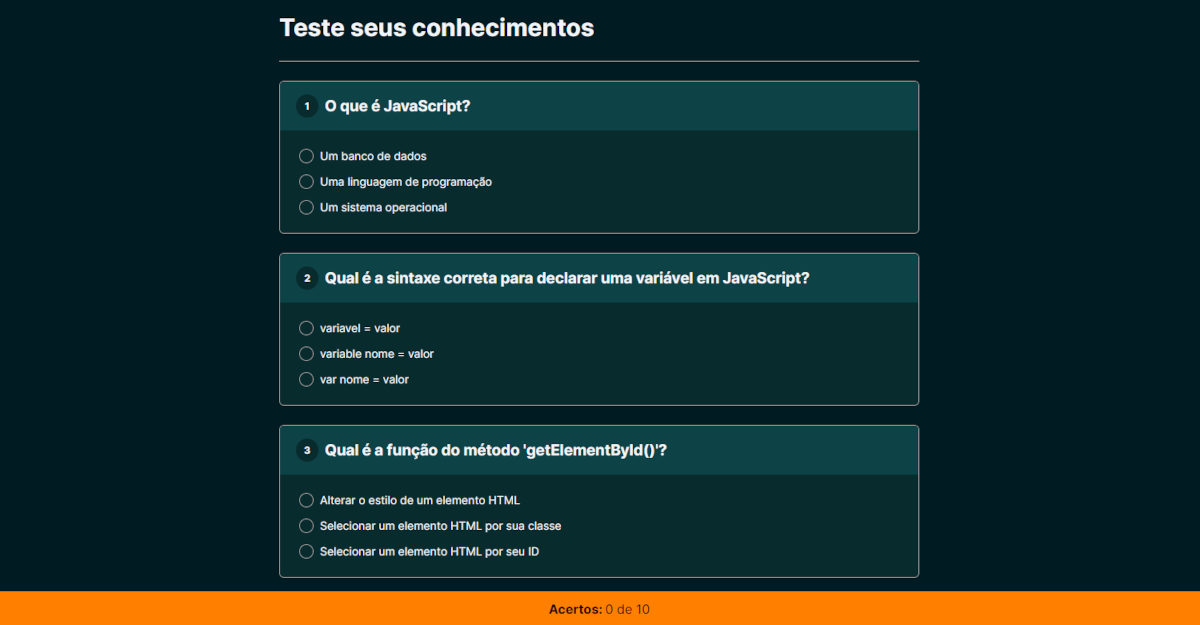 Teste seus conhecimentos
1 O que é JavaScript?
Um banco de dados
Uma linguagem de programação
Um sistema operacional
2 Qual é a sintaxe correta para declarar uma variável em JavaScript?
variavel = valor
variable nome = valor
var nome = valor
3 Qual é a função do método 'getElementById()'?
Alterar o estilo de um elemento HTML
Selecionar um elemento HTML por sua classe
Selecionar um elemento HTML por seu ID
Acertos: 0 de 10